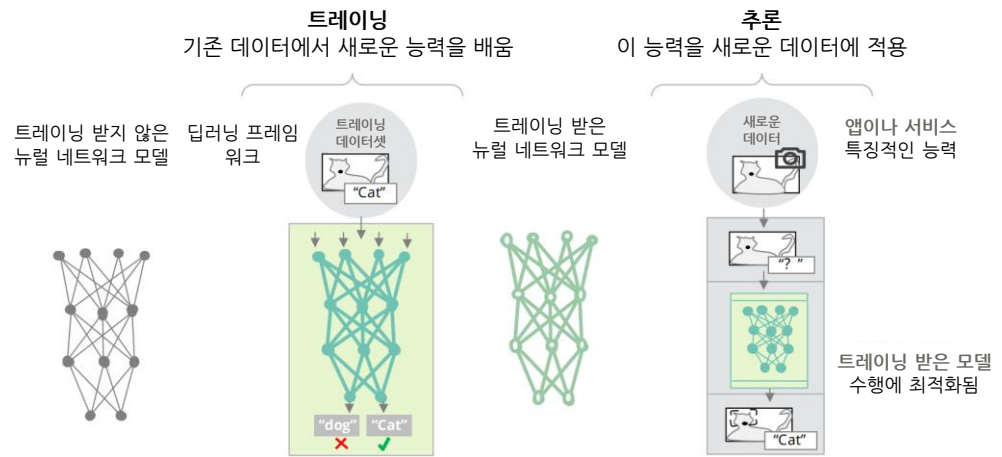 트레이닝
기존 데이터에서 새로운 능력을 배움
추론
이 능력을 새로운 데이터에 적용
트레이닝 받지 않은
뉴럴 네트워크 모델
딥러닝 프레임
워크
트레이닝
데이터셋
"Cat"
트레이닝 받은
뉴럴 네트워크 모델
새로운
데이터
앱이나 서비스
특징적인 능력
"? "
트레이닝 받은 모델
수행에 최적화됨
"dog"
"Cat"
"Cat"